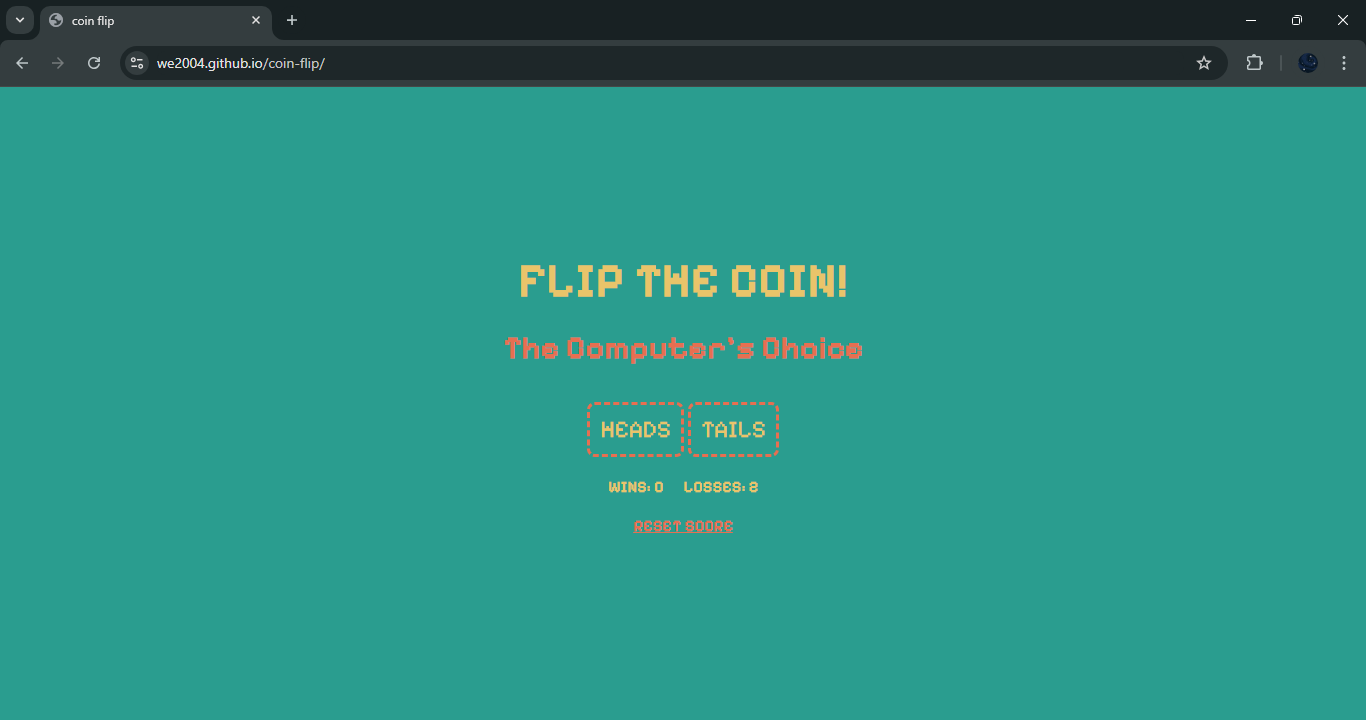 coin flip
we2004.github.io/coin-flip/
FLIP THE COIN!
The Computer's Choice
HEADS TAILS
WINS: 0 LOSSES: 2
RESET SCORE